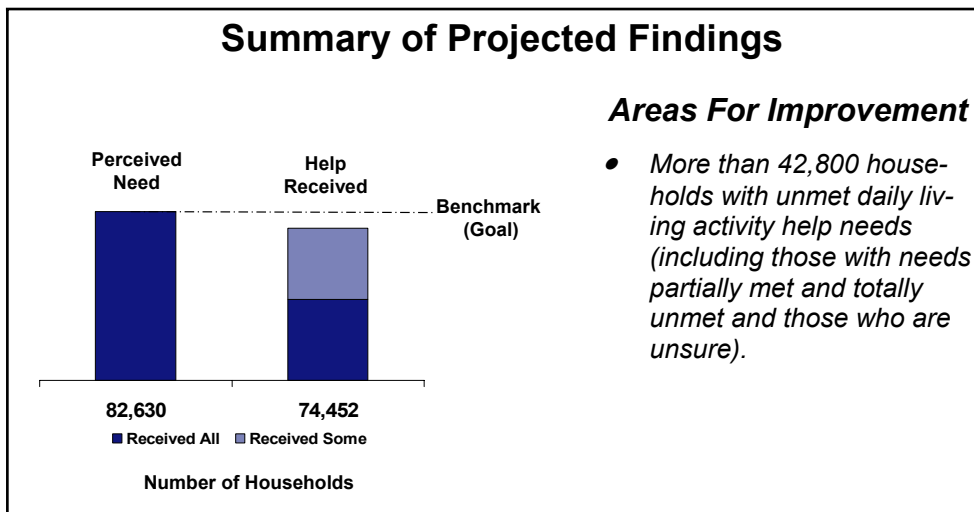 Summary of Projected Findings
Areas For Improvement
• More than 42,800 house-
holds with unmet daily liv-
ing activity help needs
(including those with needs
partially met and totally
unmet and those who are
unsure).
Perceived
Need
Help
Received
Benchmark
(Goal)
82,630
74,452
Received All
Received Some
Number of Households